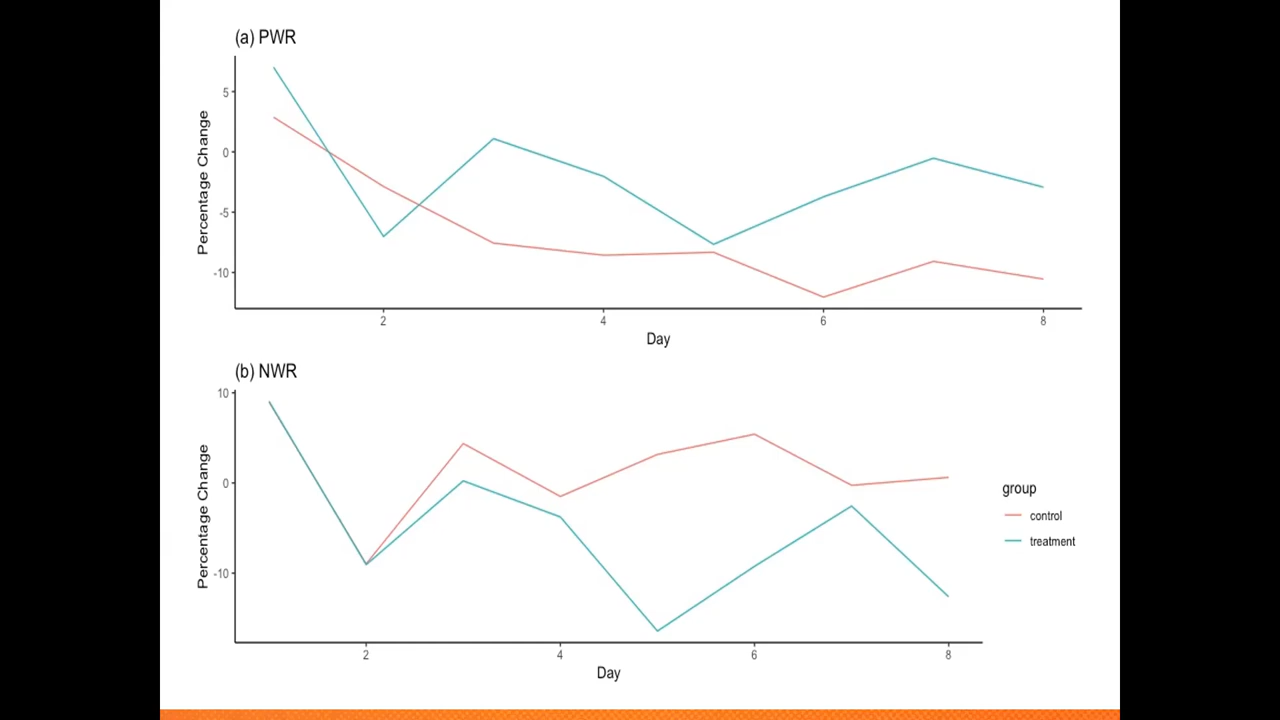 (a) PWR
Percentage Change
5
0
-5
-10
2 4 6 8
Day
(b) NWR
Percentage Change
10
0
-10
2 4 6 8
Day
group
control
treatment